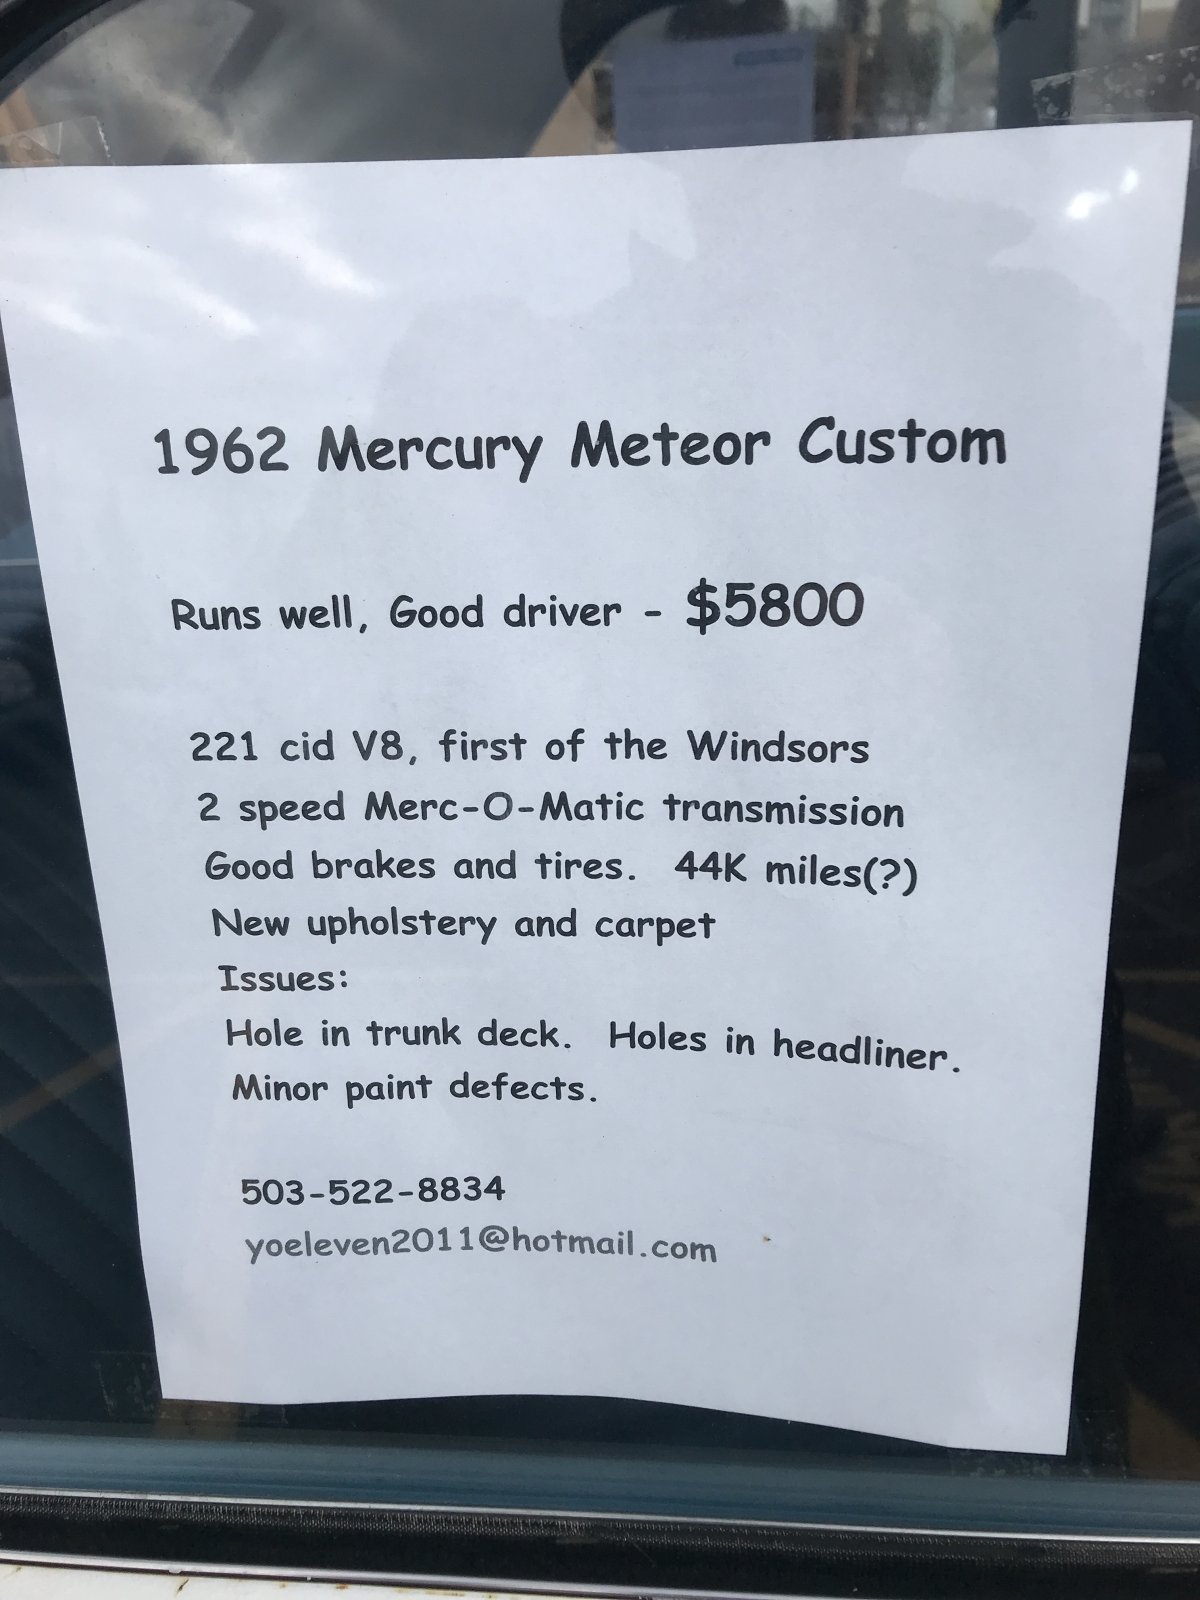 1962 Mercury Meteor Custom
Runs well, Good driver - $5800
221 cid V8, first of the Windsors
2 speed Merc-O-Matic transmission
Good brakes and tires. 44K miles(?)
New upholstery and carpet
Issues:
Hole in trunk deck. Holes in headliner.
Minor paint defects.
503-522-8834
yoeleven2011@hotmail.com